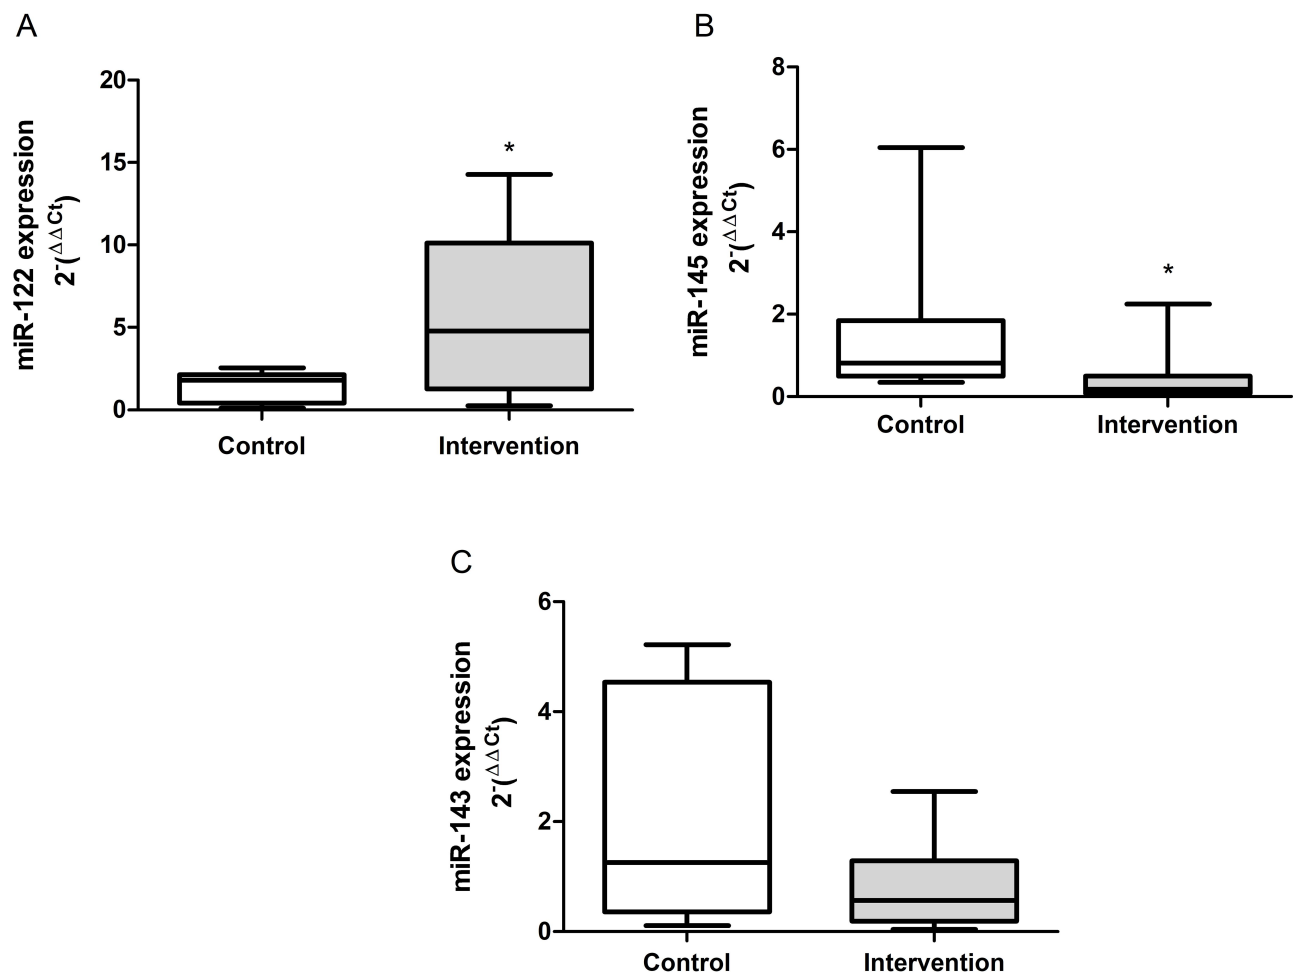 A
20
15
10
5
0
miR-122 expression
2⁻(ΔΔCt)
*
Control
Intervention
B
8
6
4
2
0
miR-145 expression
2⁻(ΔΔCt)
*
Control
Intervention
C
6
4
2
0
miR-143 expression
2⁻(ΔΔCt)
Control
Intervention